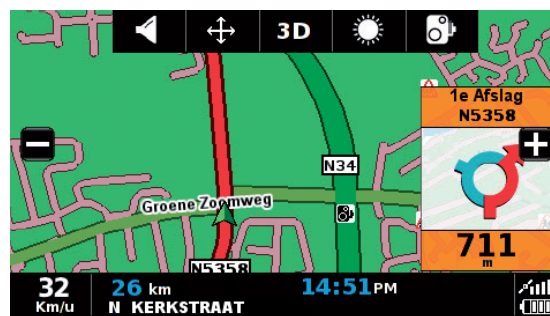 3D
1e Afslag
N5358
N34
Groene Zoomweg
711
m
N5358
32
Km/u
26 km
14:51PM
N KERKSTRAAT